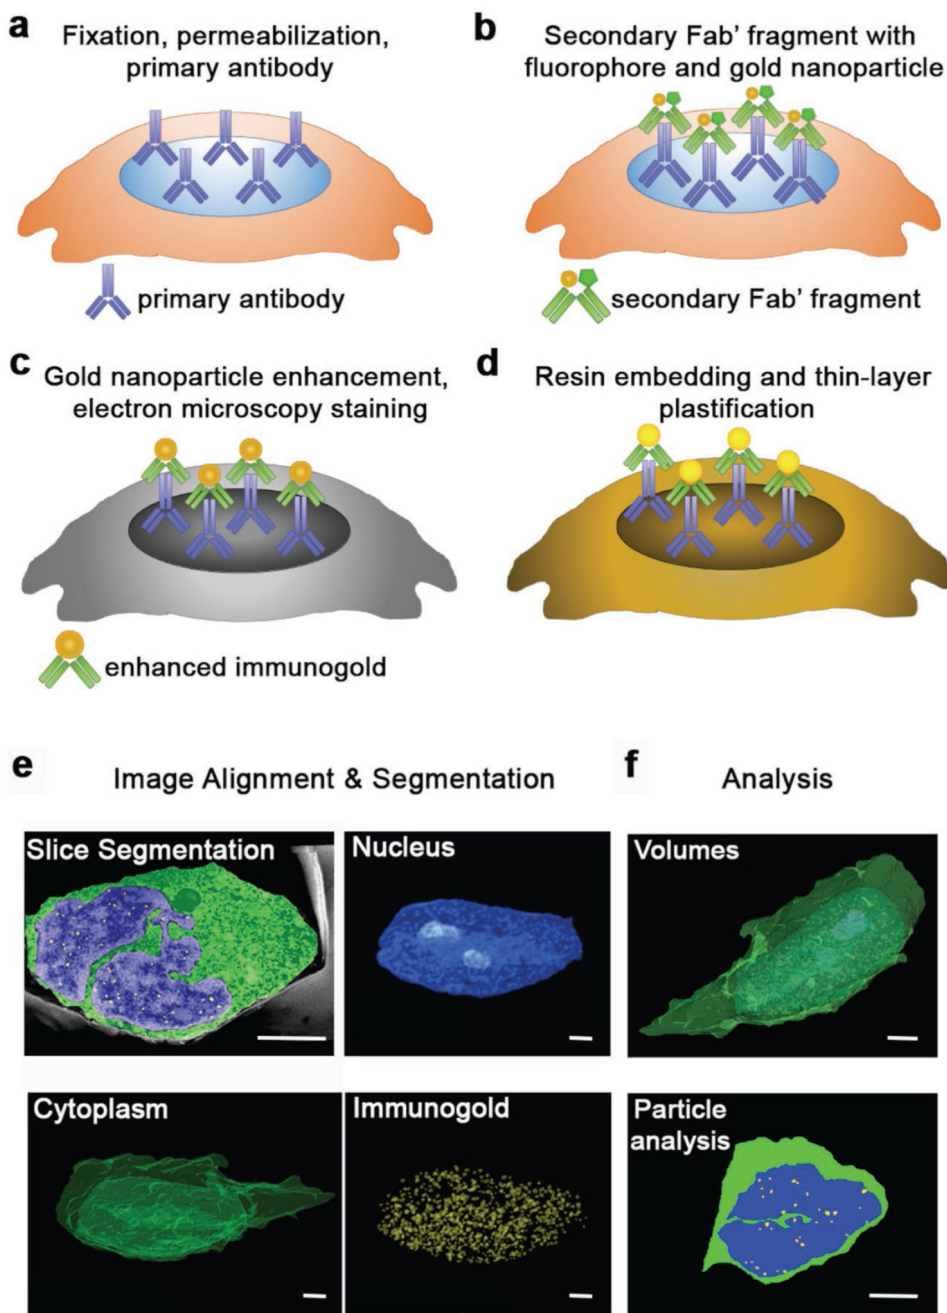 a
Fixation, permeabilization,
primary antibody
primary antibody
b
Secondary Fab' fragment with
fluorophore and gold nanoparticle
secondary Fab' fragment
c
Gold nanoparticle enhancement,
electron microscopy staining
enhanced immunogold
d
Resin embedding and thin-layer
plastification
e
Image Alignment & Segmentation
Slice Segmentation
Nucleus
Cytoplasm
Immunogold
f
Analysis
Volumes
Particle
analysis